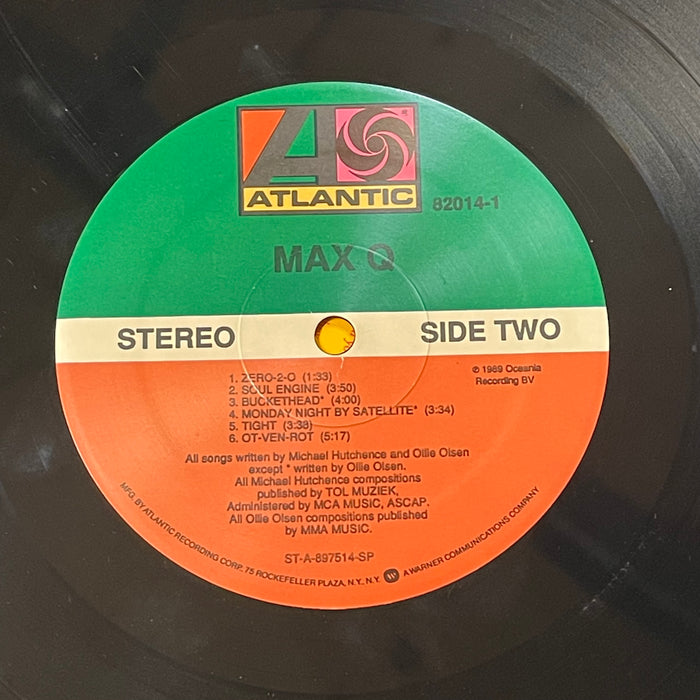 ATLANTIC
82014-1
MAX Q
STEREO
SIDE TWO
1. ZERO-2-O (1:33)
2. SOUL ENGINE (3:50)
3. BUCKETHEAD* (4:00)
4. MONDAY NIGHT BY SATELLITE* (3:34)
5. TIGHT (3:38)
6. OT-VEN-ROT (5:17)
℗ 1989 Oceania
Recording BV
All songs written by Michael Hutchence and Ollie Olsen
except * written by Ollie Olsen.
All Michael Hutchence compositions
published by TOL MUZIEK,
Administered by MCA MUSIC, ASCAP.
All Ollie Olsen compositions published
by MMA MUSIC.
ST-A-897514-SP
MFG. BY ATLANTIC RECORDING CORP., 75 ROCKEFELLER PLAZA, N.Y., N.Y. W A WARNER COMMUNICATIONS COMPANY